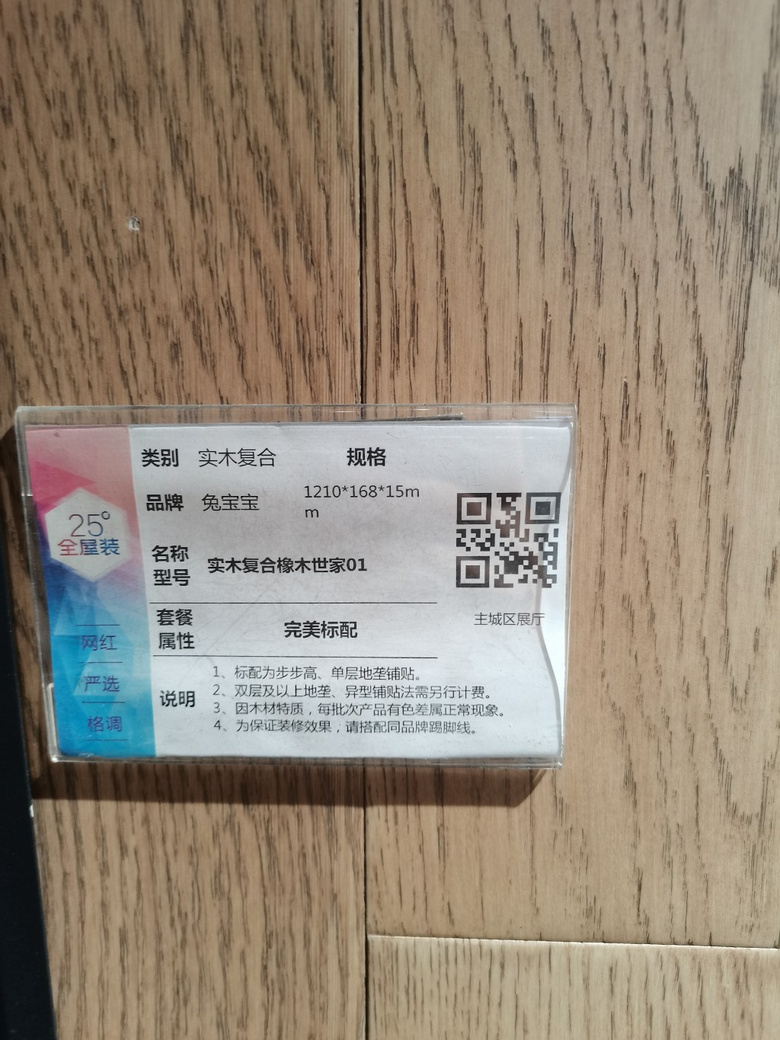 25°
全屋装
网红
严选
格调
类别 实木复合 规格
品牌 兔宝宝 1210*168*15m
m
名称
型号 实木复合橡木世家01
套餐
属性 完美标配
说明
1、标配为步步高、单层地垄铺贴。
2、双层及以上地垄、异型铺贴法需另行计费。
3、因木材特质，每批次产品有色差属正常现象。
4、为保证装修效果，请搭配同品牌踢脚线。
主城区展厅